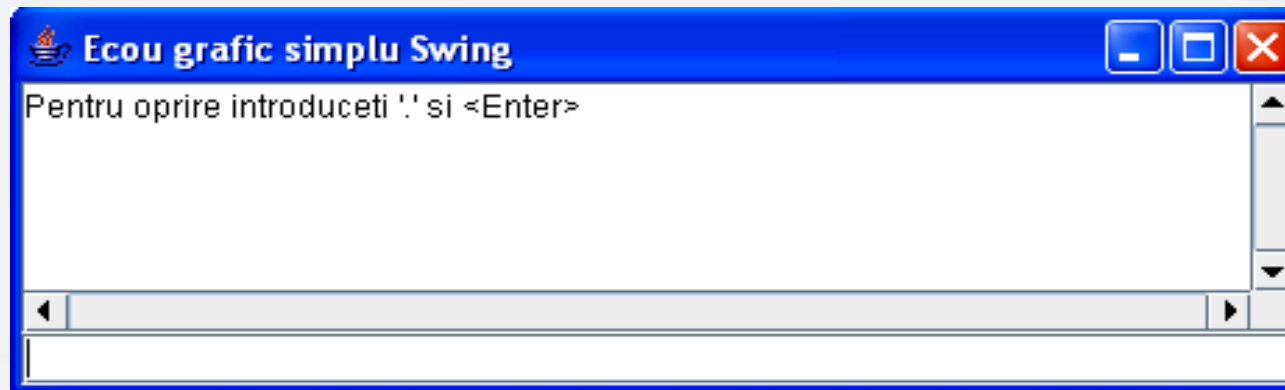 Ecou grafic simplu Swing
Pentru oprire introduceti '.' si <Enter>